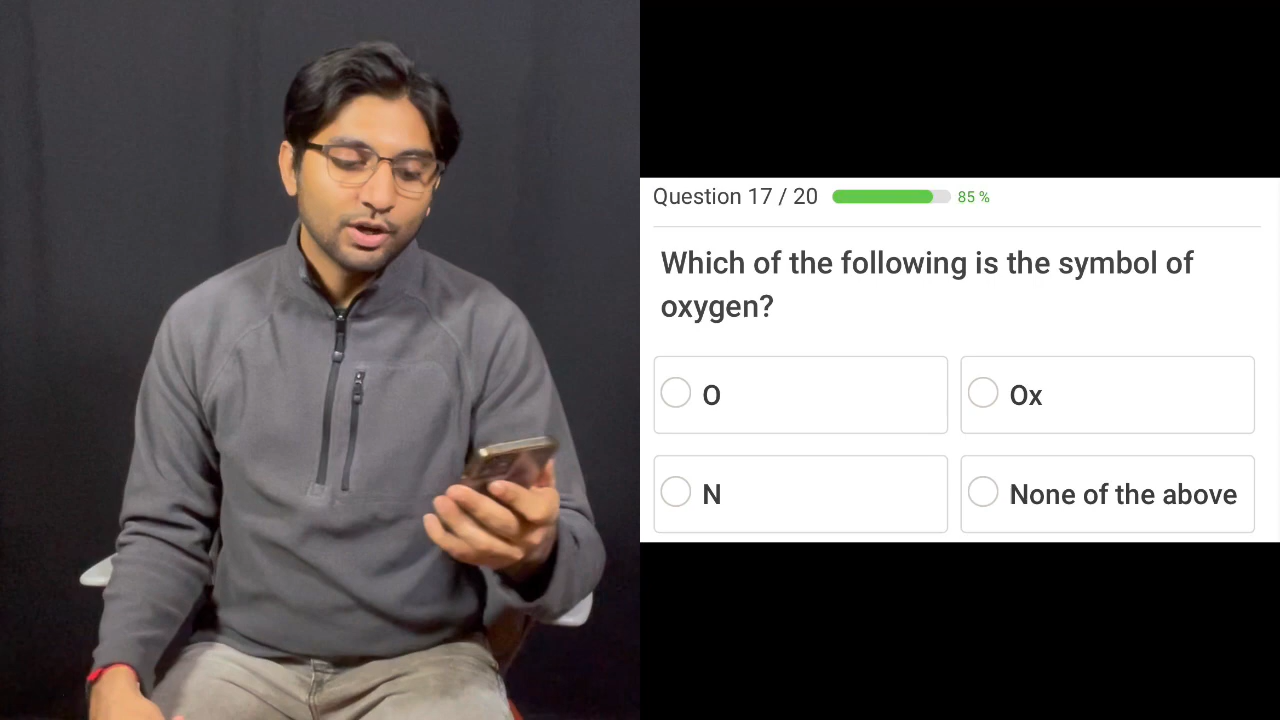 Question 17 / 20 85 %
Which of the following is the symbol of
oxygen?
O
Ox
N
None of the above